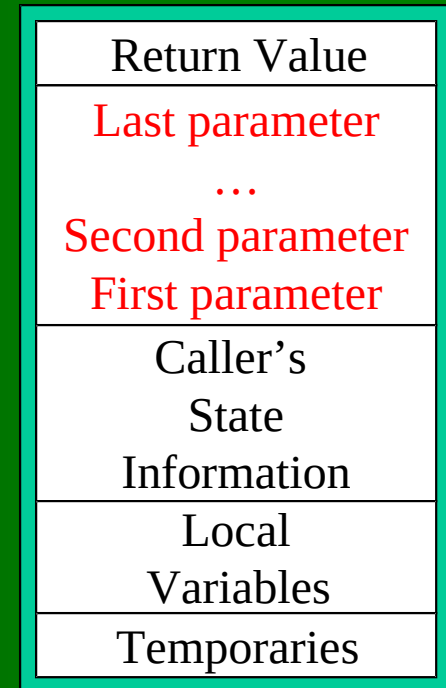 Return Value
Last parameter
…
Second parameter
First parameter
Caller’s
State
Information
Local
Variables
Temporaries